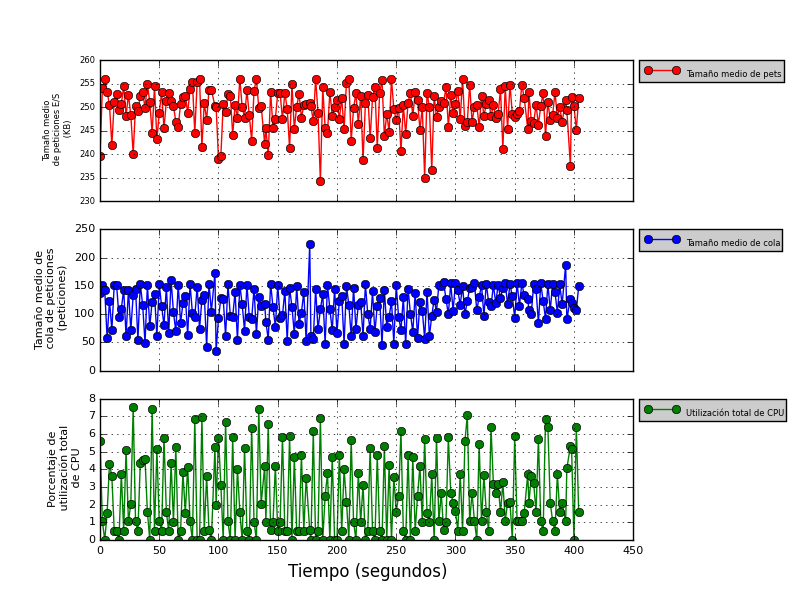 260
255
250
245
240
235
230
Tamaño medio
de peticiones E/S
(KB)
Tamaño medio de pets
250
200
150
100
50
0
Tamaño medio de
cola de peticiones
(peticiones)
Tamaño medio de cola
8
7
6
5
4
3
2
1
0
Porcentaje de
utilización total
de CPU
Utilización total de CPU
0 50 100 150 200 250 300 350 400 450
Tiempo (segundos)